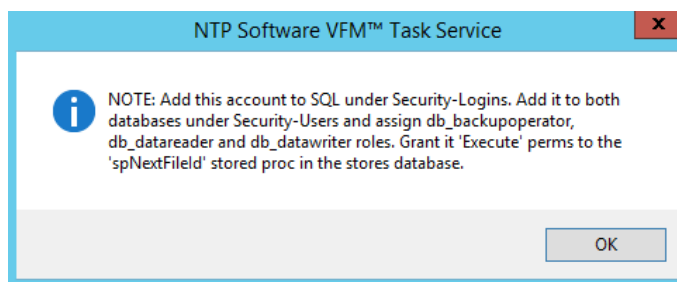 NTP Software VFM™ Task Service
x
NOTE: Add this account to SQL under Security-Logins. Add it to both
databases under Security-Users and assign db_backupoperator,
db_datareader and db_datawriter roles. Grant it 'Execute' perms to the
'spNextFileId' stored proc in the stores database.
OK